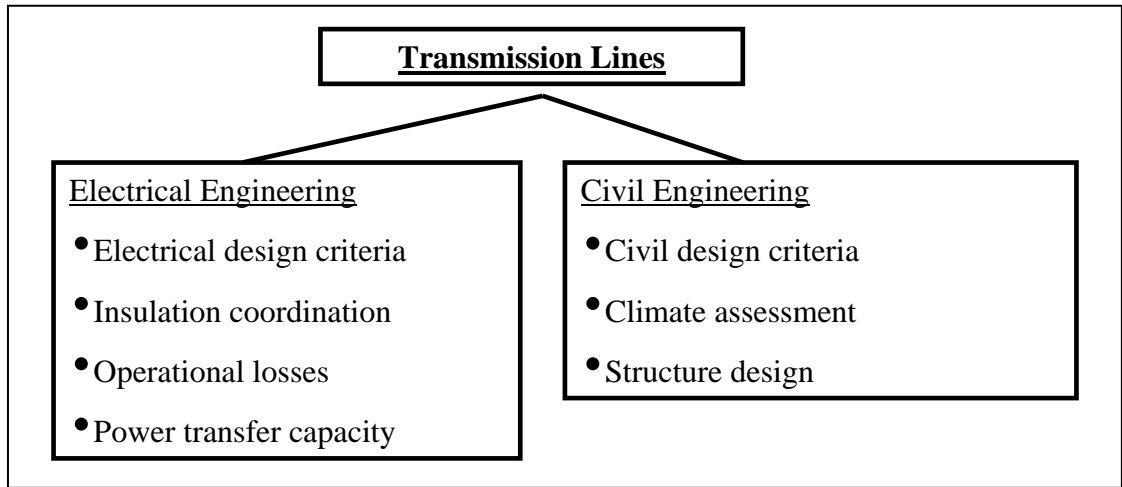 Transmission Lines
Electrical Engineering
•Electrical design criteria
•Insulation coordination
•Operational losses
•Power transfer capacity
Civil Engineering
•Civil design criteria
•Climate assessment
•Structure design